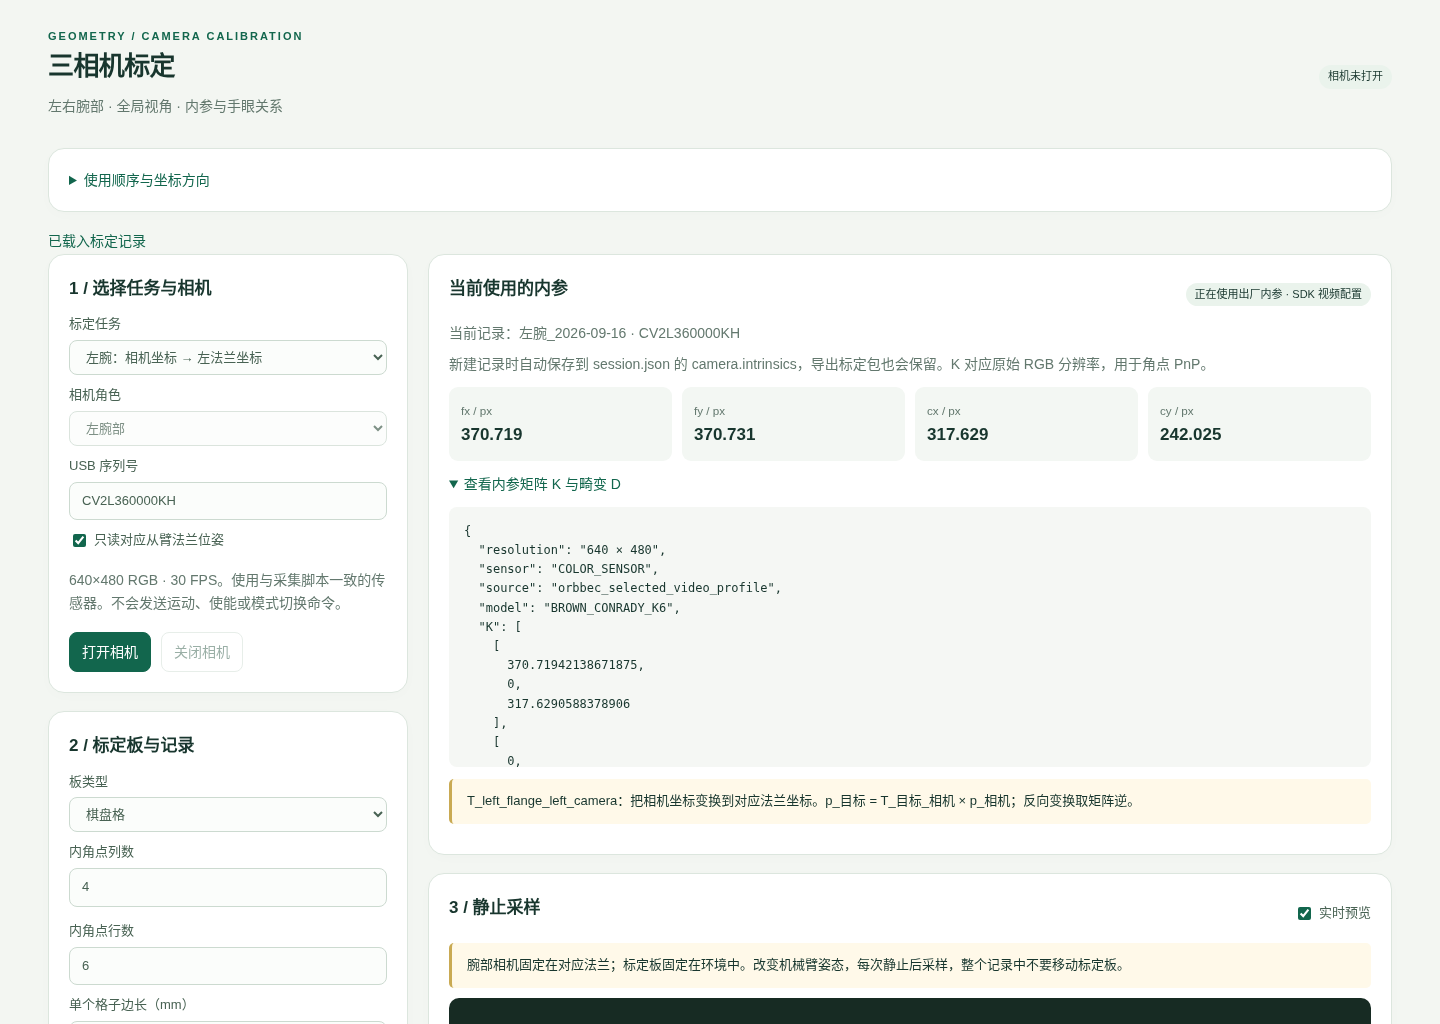 GEOMETRY / CAMERA CALIBRATION
三相机标定
左右腕部 · 全局视角 · 内参与手眼关系
相机未打开
使用顺序与坐标方向
已载入标定记录
1 / 选择任务与相机
标定任务
左腕：相机坐标 → 左法兰坐标
相机角色
左腕部
USB 序列号
CV2L360000KH
只读对应从臂法兰位姿
640×480 RGB · 30 FPS。使用与采集脚本一致的传
感器。不会发送运动、使能或模式切换命令。
打开相机
关闭相机
2 / 标定板与记录
板类型
棋盘格
内角点列数
4
内角点行数
6
单个格子边长（mm）
当前使用的内参
正在使用出厂内参 · SDK 视频配置
当前记录：左腕_2026-09-16 · CV2L360000KH
新建记录时自动保存到 session.json 的 camera.intrinsics，导出标定包也会保留。K 对应原始 RGB 分辨率，用于角点 PnP。
fx / px
370.719
fy / px
370.731
cx / px
317.629
cy / px
242.025
查看内参矩阵 K 与畸变 D
{
"resolution": "640 × 480",
"sensor": "COLOR_SENSOR",
"source": "orbbec_selected_video_profile",
"model": "BROWN_CONRADY_K6",
"K": [
[
370.71942138671875,
0,
317.6290588378906
],
[
0,
T_left_flange_left_camera：把相机坐标变换到对应法兰坐标。p_目标 = T_目标_相机 × p_相机；反向变换取矩阵逆。
3 / 静止采样
实时预览
腕部相机固定在对应法兰；标定板固定在环境中。改变机械臂姿态，每次静止后采样，整个记录中不要移动标定板。